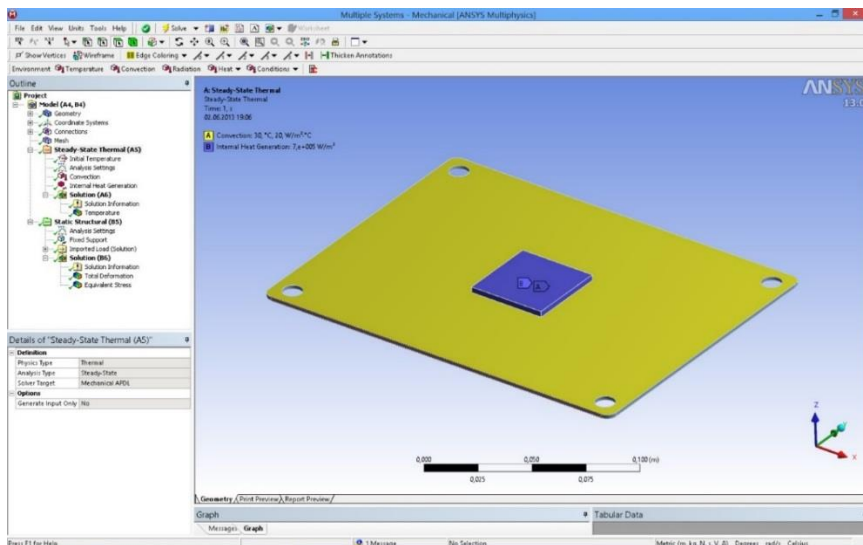 Multiple Systems - Mechanical [ANSYS Multiphysics]
File Edit View Units Tools Help Solve Worksheet
Show Vertices Wireframe Edge Coloring Thicken Annotations
Environment Temperature Convection Radiation Heat Conditions
Outline
Project
Model (A4, B4)
Geometry
Coordinate Systems
Connections
Mesh
Steady-State Thermal (A5)
Initial Temperature
Analysis Settings
Convection
Internal Heat Generation
Solution (A6)
Solution Information
Temperature
Static Structural (B5)
Analysis Settings
Fixed Support
Imported Load (Solution)
Solution (B6)
Solution Information
Total Deformation
Equivalent Stress
Details of "Steady-State Thermal (A5)"
Definition
Physics Type Thermal
Analysis Type Steady-State
Solver Target Mechanical APDL
Options
Generate Input Only No
A: Steady-State Thermal
Steady-State Thermal
Time: 1, s
02.06.2013 19:06
A Convection: 30, °C, 20, W/m²·°C
B Internal Heat Generation: 7,e+005 W/m³
ANSYS
13.0
B A
Z
X
0,000 0,050 0,100 (m)
0,025 0,075
Geometry Print Preview Report Preview
Graph
Messages Graph
Tabular Data
Press F1 for Help 1 Message No Selection Metric (m, kg, N, s, V, A) Degrees rad/s Celsius